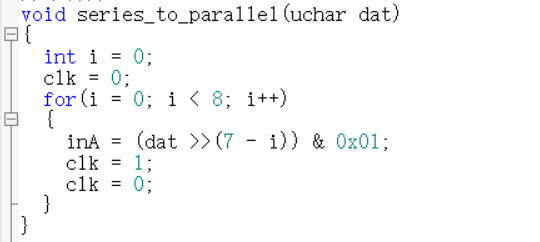 void series_to_parallel(uchar dat)
{
int i = 0;
clk = 0;
for(i = 0; i < 8; i++)
{
inA = (dat >>(7 - i)) & 0x01;
clk = 1;
clk = 0;
}
}